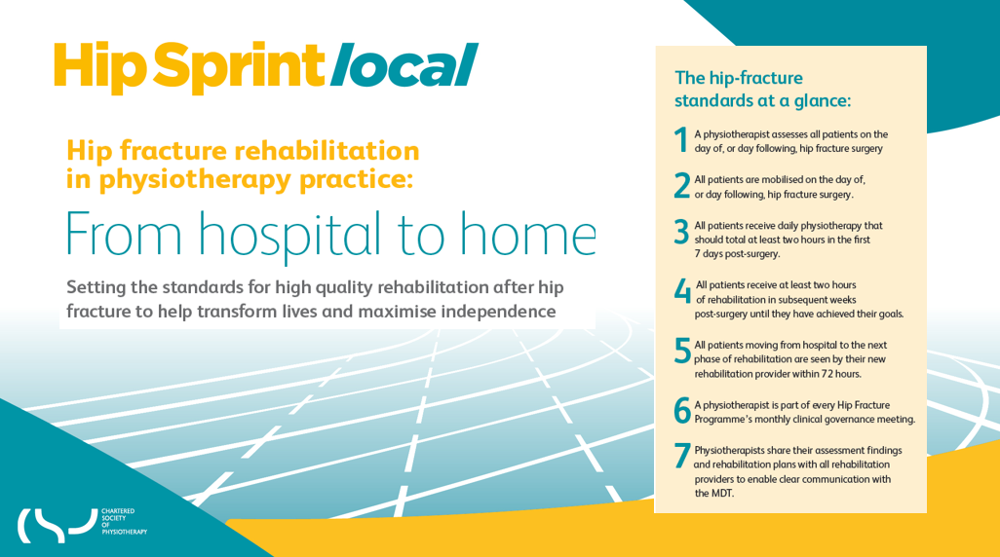 Hip Sprint local
Hip fracture rehabilitation
in physiotherapy practice:
From hospital to home
Setting the standards for high quality rehabilitation after hip
fracture to help transform lives and maximise independence
The hip-fracture
standards at a glance:
1 A physiotherapist assesses all patients on the
day of, or day following, hip fracture surgery
2 All patients are mobilised on the day of,
or day following, hip fracture surgery.
3 All patients receive daily physiotherapy that
should total at least two hours in the first
7 days post-surgery.
4 All patients receive at least two hours
of rehabilitation in subsequent weeks
post-surgery until they have achieved their goals.
5 All patients moving from hospital to the next
phase of rehabilitation are seen by their new
rehabilitation provider within 72 hours.
6 A physiotherapist is part of every Hip Fracture
Programme's monthly clinical governance meeting.
7 Physiotherapists share their assessment findings
and rehabilitation plans with all rehabilitation
providers to enable clear communication with
the MDT.
CHARTERED
SOCIETY
OF
PHYSIOTHERAPY